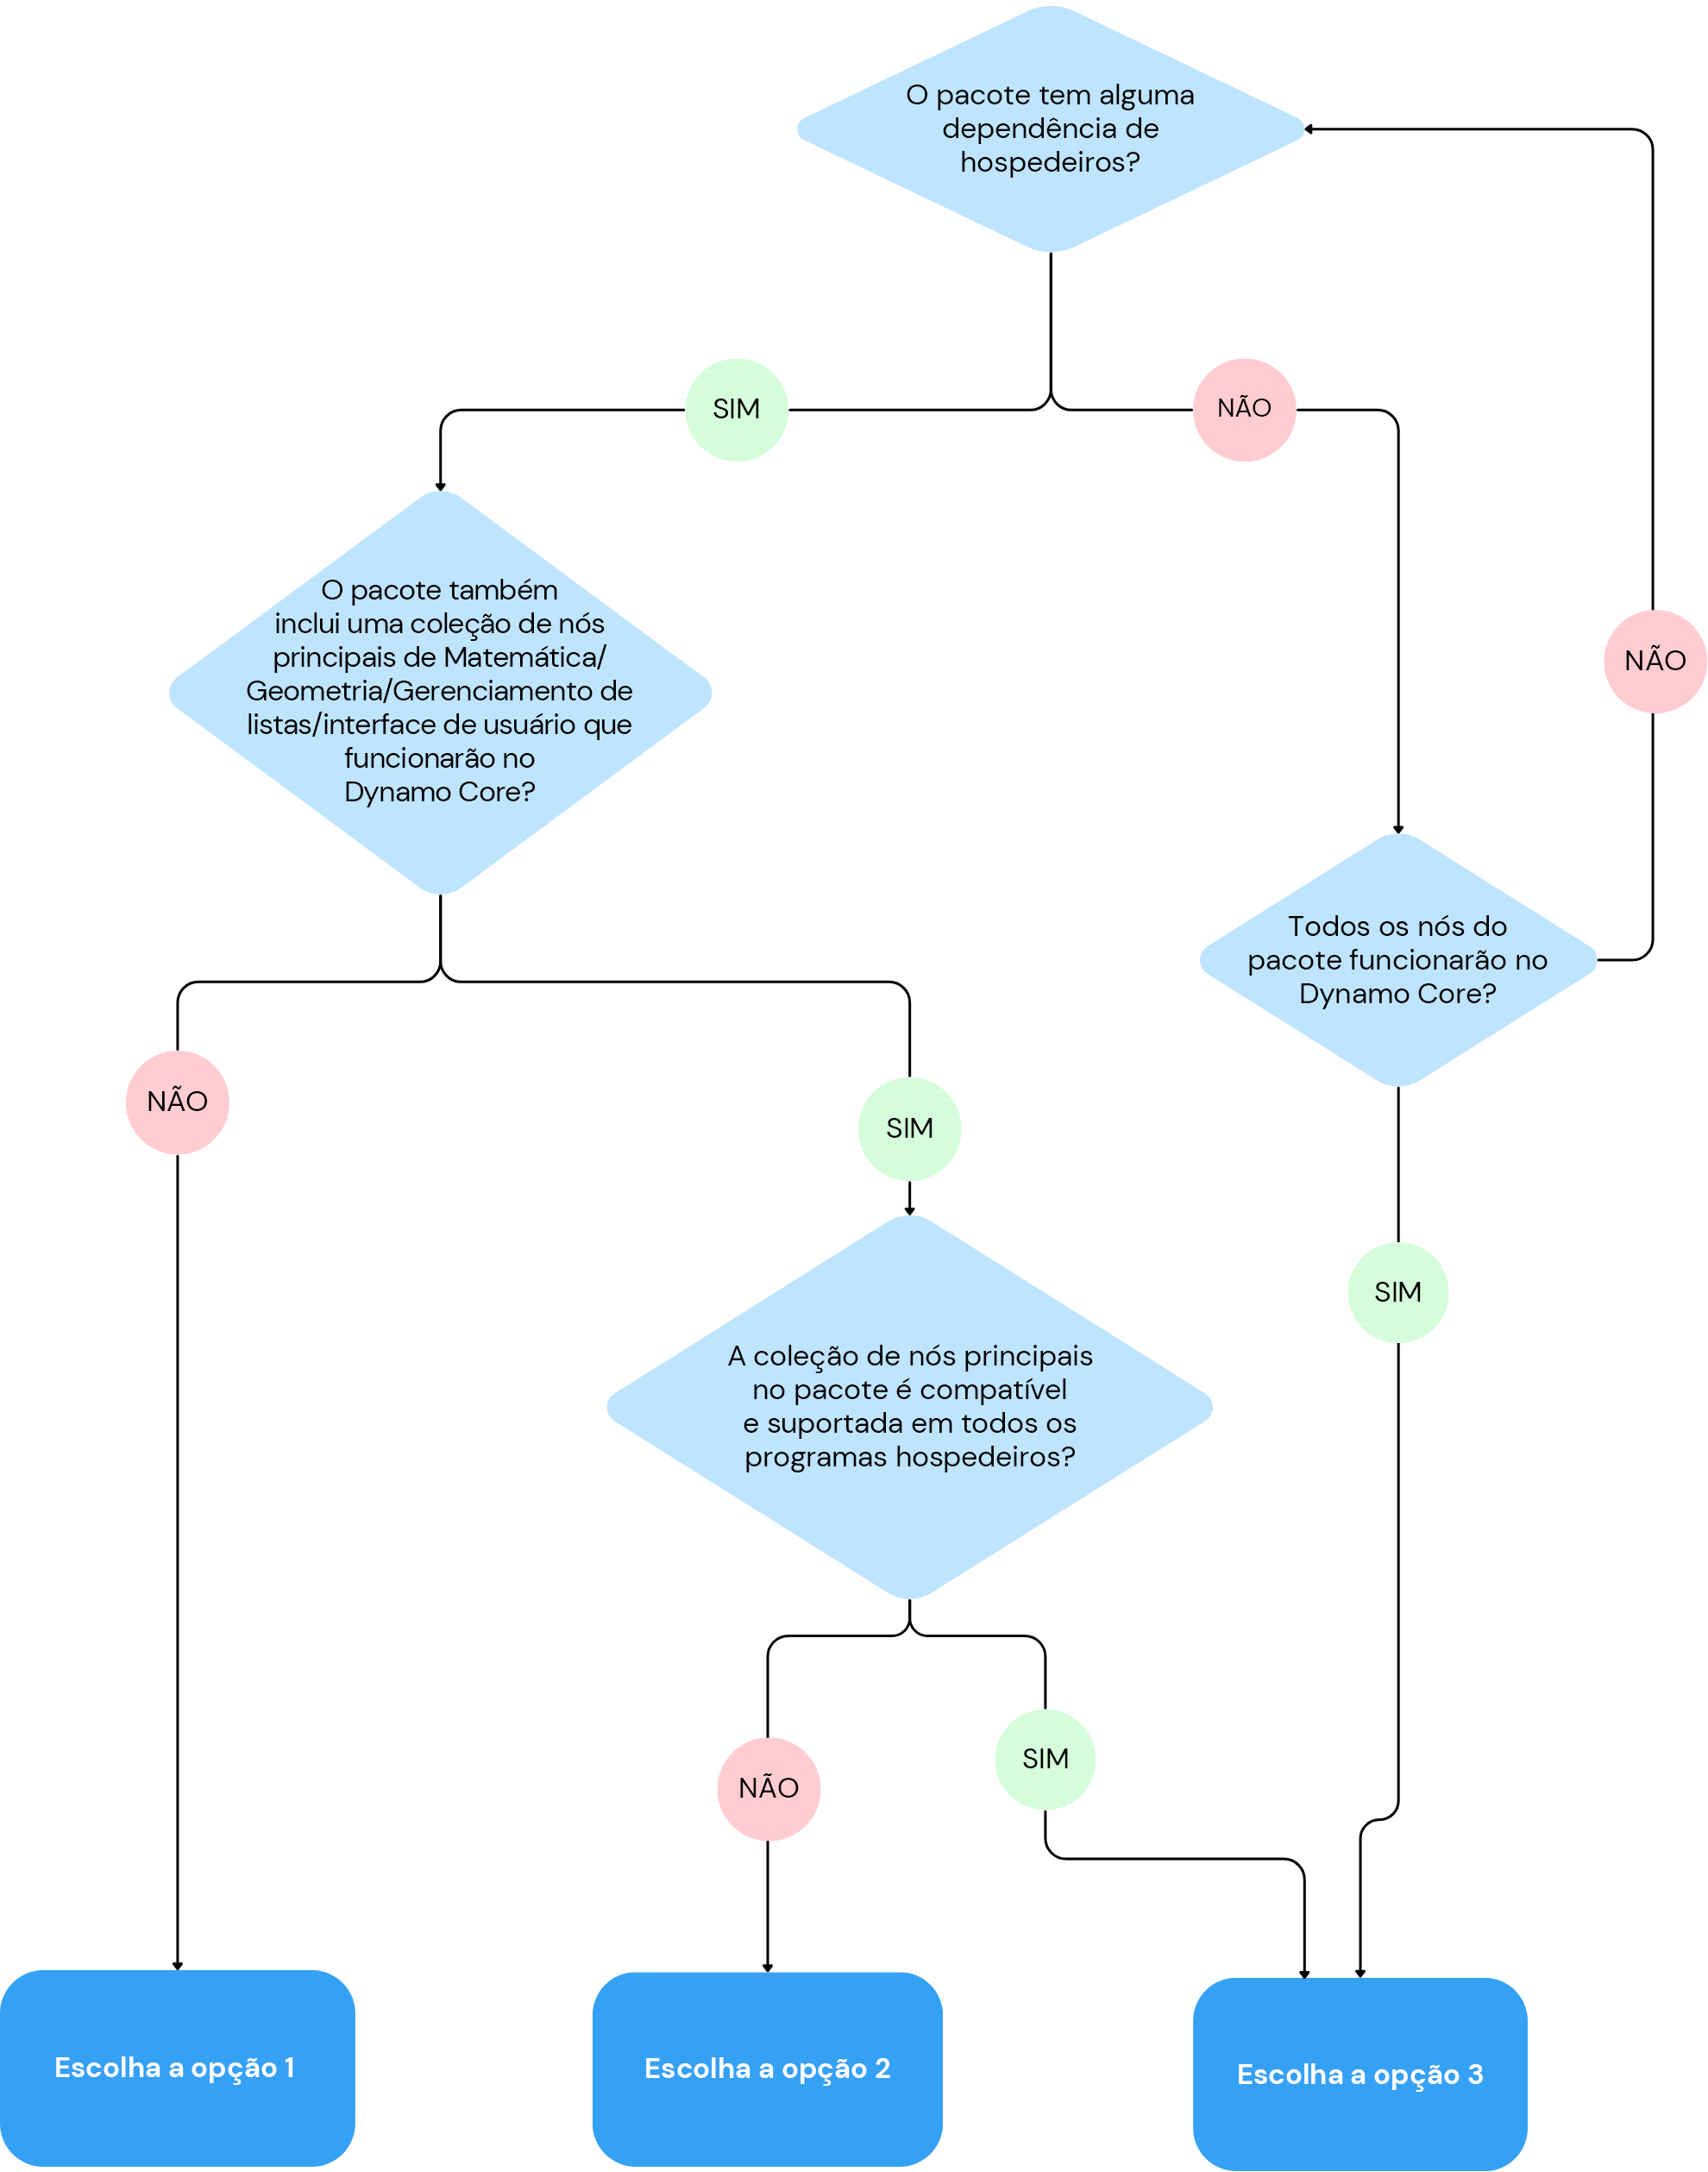 O pacote tem alguma
dependência de
hospedeiros?
SIM
NÃO
O pacote também
inclui uma coleção de nós
principais de Matemática/
Geometria/Gerenciamento de
listas/interface de usuário que
funcionarão no
Dynamo Core?
NÃO
Todos os nós do
pacote funcionarão no
Dynamo Core?
NÃO
SIM
SIM
A coleção de nós principais
no pacote é compatível
e suportada em todos os
programas hospedeiros?
NÃO
SIM
Escolha a opção 1
Escolha a opção 2
Escolha a opção 3